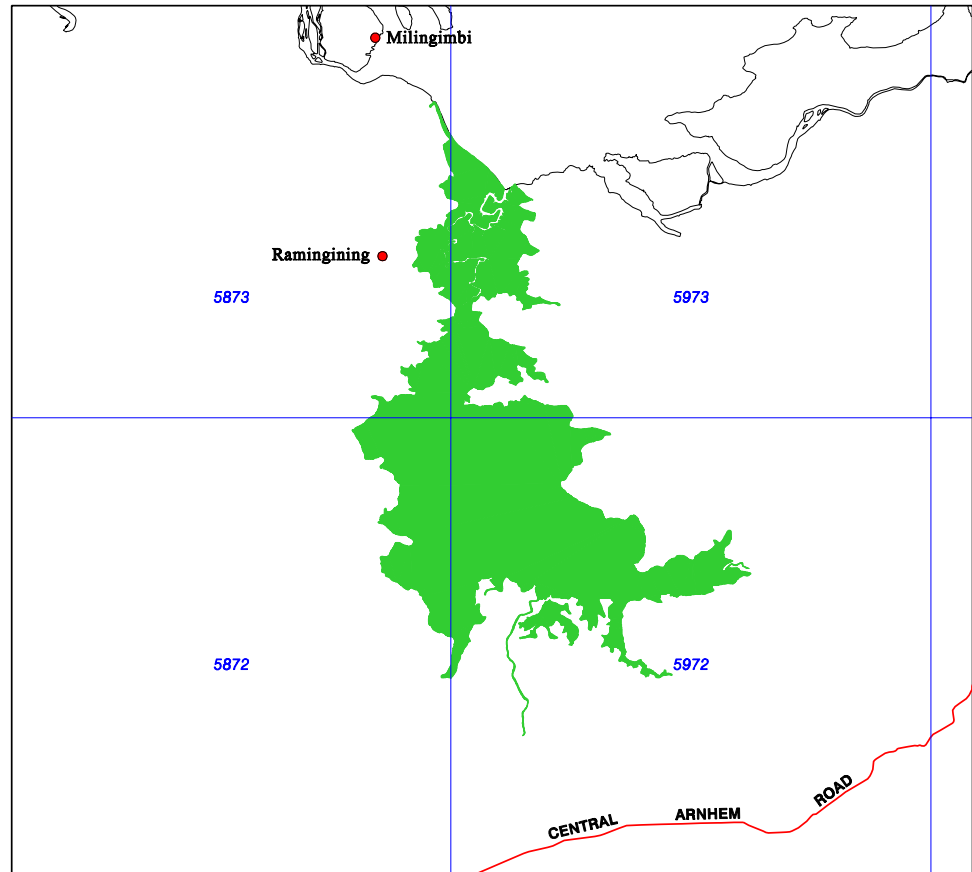 Milingimbi
Ramingining
5873
5973
5872
5972
CENTRAL ARNHEM ROAD